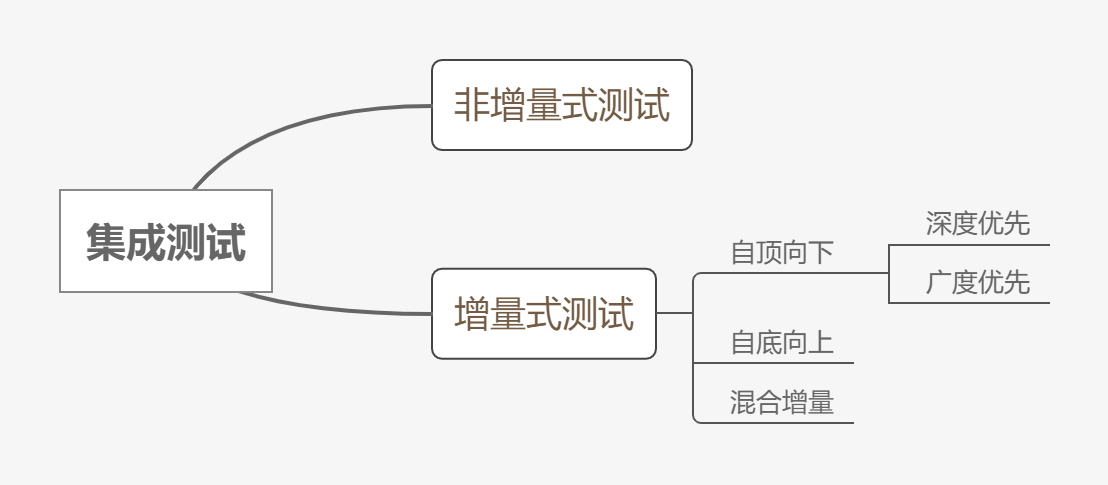 非增量式测试
集成测试
增量式测试
自顶向下
深度优先
广度优先
自底向上
混合增量